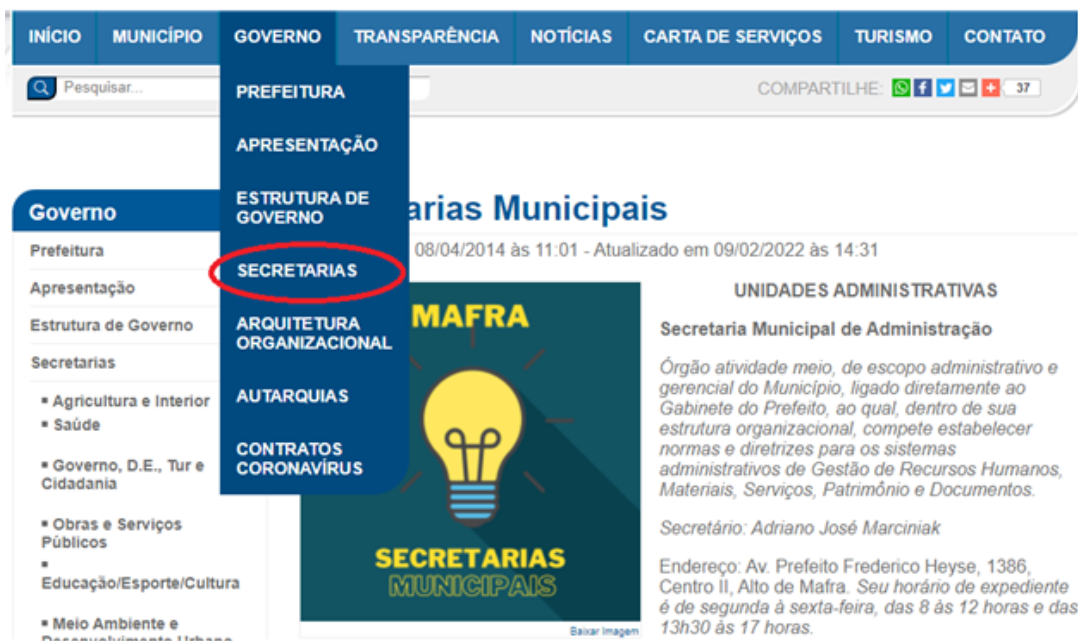 INÍCIO MUNICÍPIO GOVERNO TRANSPARÊNCIA NOTÍCIAS CARTA DE SERVIÇOS TURISMO CONTATO
Pesquisar...
COMPARTILHE: 37
PREFEITURA
APRESENTAÇÃO
ESTRUTURA DE
GOVERNO
SECRETARIAS
ARQUITETURA
ORGANIZACIONAL
AUTARQUIAS
CONTRATOS
CORONAVÍRUS
Governo
Prefeitura
Apresentação
Estrutura de Governo
Secretarias
Agricultura e Interior
Saúde
Governo, D.E., Tur e
Cidadania
Obras e Serviços
Públicos
Educação/Esporte/Cultura
Meio Ambiente e
Desenvolvimento Urbano
arias Municipais
08/04/2014 às 11:01 - Atualizado em 09/02/2022 às 14:31
MAFRA
SECRETARIAS
MUNICIPAIS
Baixar Imagem
UNIDADES ADMINISTRATIVAS
Secretaria Municipal de Administração
Órgão atividade meio, de escopo administrativo e
gerencial do Município, ligado diretamente ao
Gabinete do Prefeito, ao qual, dentro de sua
estrutura organizacional, compete estabelecer
normas e diretrizes para os sistemas
administrativos de Gestão de Recursos Humanos,
Materiais, Serviços, Patrimônio e Documentos.
Secretário: Adriano José Marciniak
Endereço: Av. Prefeito Frederico Heyse, 1386,
Centro II, Alto de Mafra. Seu horário de expediente
é de segunda à sexta-feira, das 8 às 12 horas e das
13h30 às 17 horas.